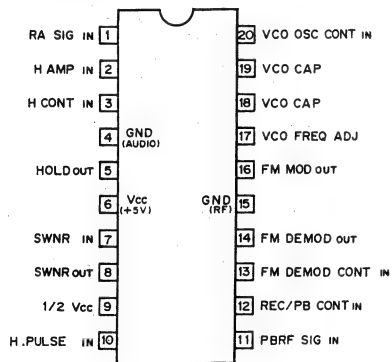 RA SIG IN 1
20 VCO OSC CONT IN
H AMP IN 2
19 VCO CAP
H CONT IN 3
18 VCO CAP
4 GND
(AUDIO)
17 VCO FREQ ADJ
HOLD OUT 5
16 FM MOD OUT
6 Vcc
(+5V)
GND 15
(RF)
SWNR IN 7
14 FM DEMOD OUT
SWNR OUT 8
13 FM DEMOD CONT IN
1/2 Vcc 9
12 REC/PB CONT IN
H.PULSE IN 10
11 PBRF SIG IN